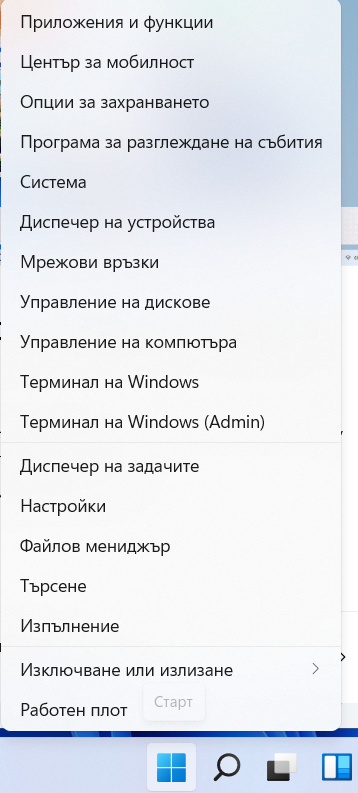 Приложения и функции
Център за мобилност
Опции за захранването
Програма за разглеждане на събития
Система
Диспечер на устройства
Мрежови връзки
Управление на дискове
Управление на компютъра
Терминал на Windows
Терминал на Windows (Admin)
Диспечер на задачите
Настройки
Файлов мениджър
Търсене
Изпълнение
Изключване или излизане
Старт
Работен плот